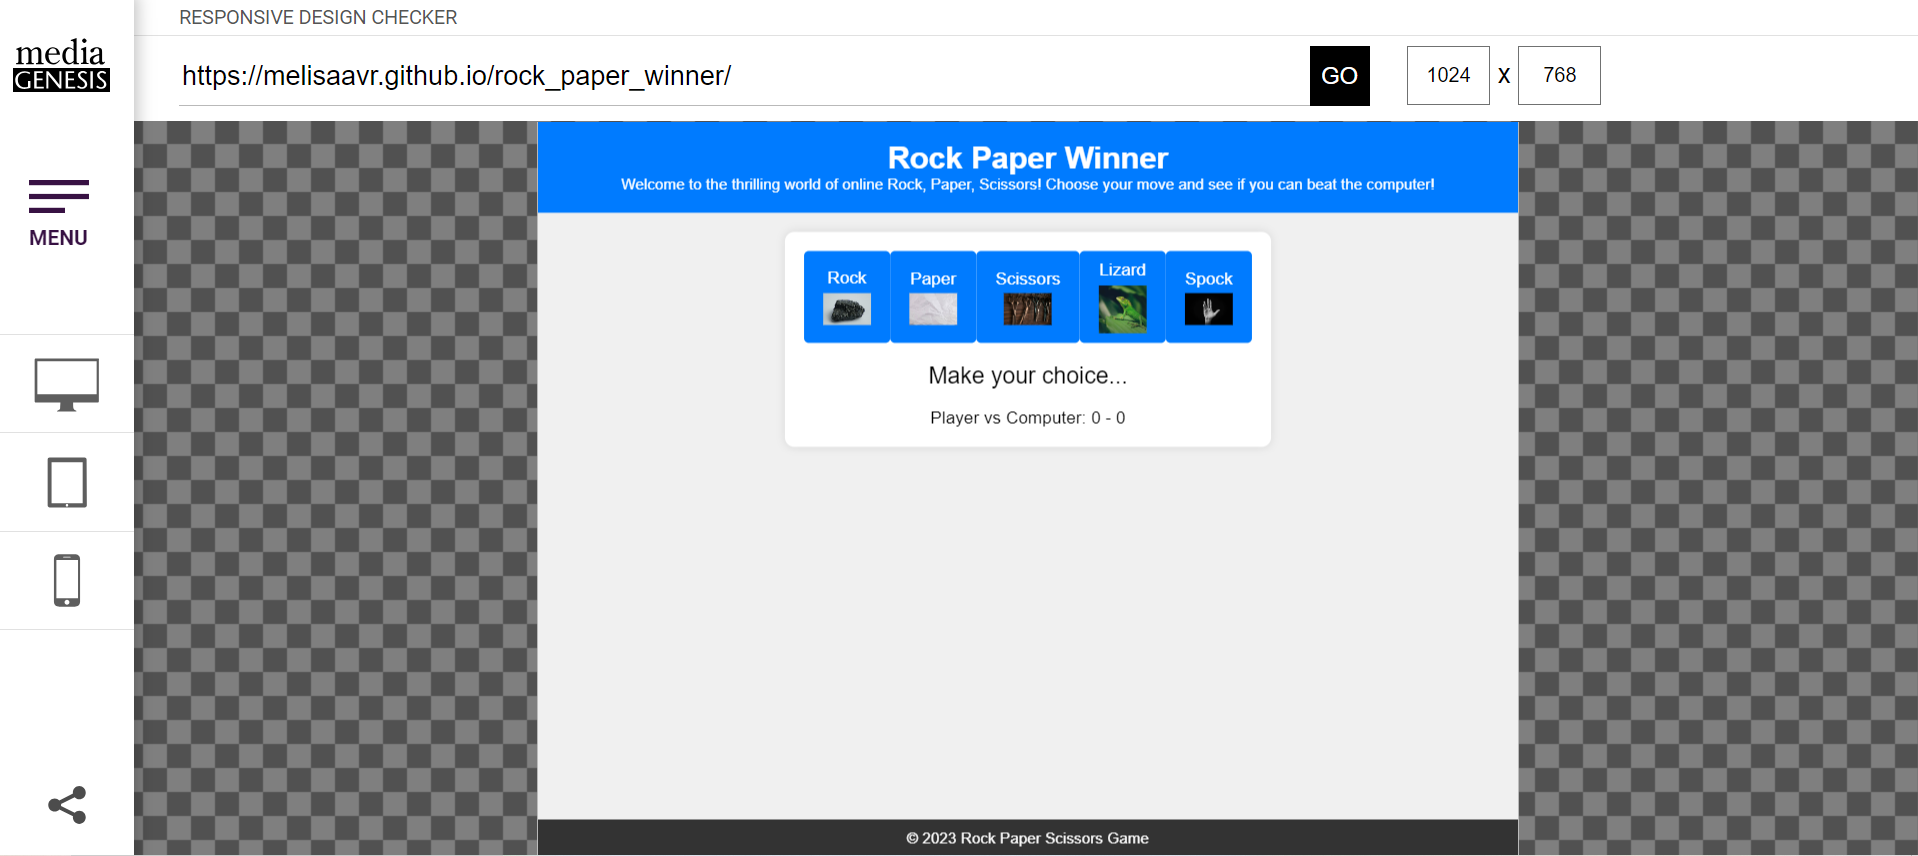 RESPONSIVE DESIGN CHECKER
media
GENESIS
https://melisaavr.github.io/rock_paper_winner/
GO
1024 X 768
MENU
Rock Paper Winner
Welcome to the thrilling world of online Rock, Paper, Scissors! Choose your move and see if you can beat the computer!
Rock
Paper
Scissors
Lizard
Spock
Make your choice...
Player vs Computer: 0 - 0
© 2023 Rock Paper Scissors Game